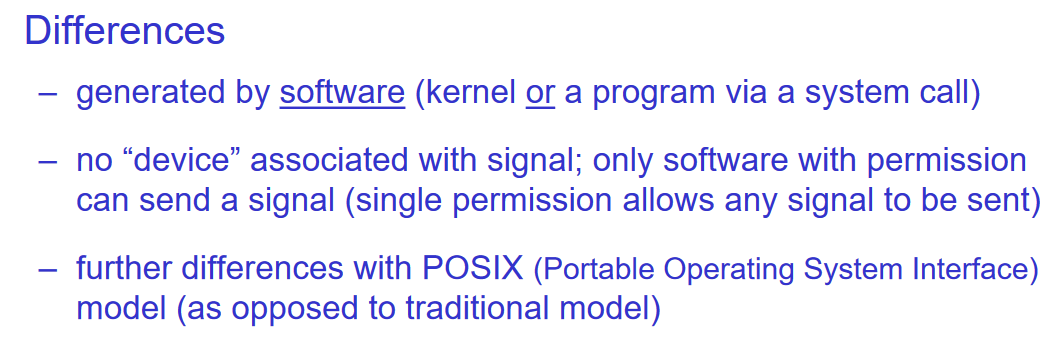 Differences
– generated by software (kernel or a program via a system call)
– no “device” associated with signal; only software with permission
can send a signal (single permission allows any signal to be sent)
– further differences with POSIX (Portable Operating System Interface)
model (as opposed to traditional model)